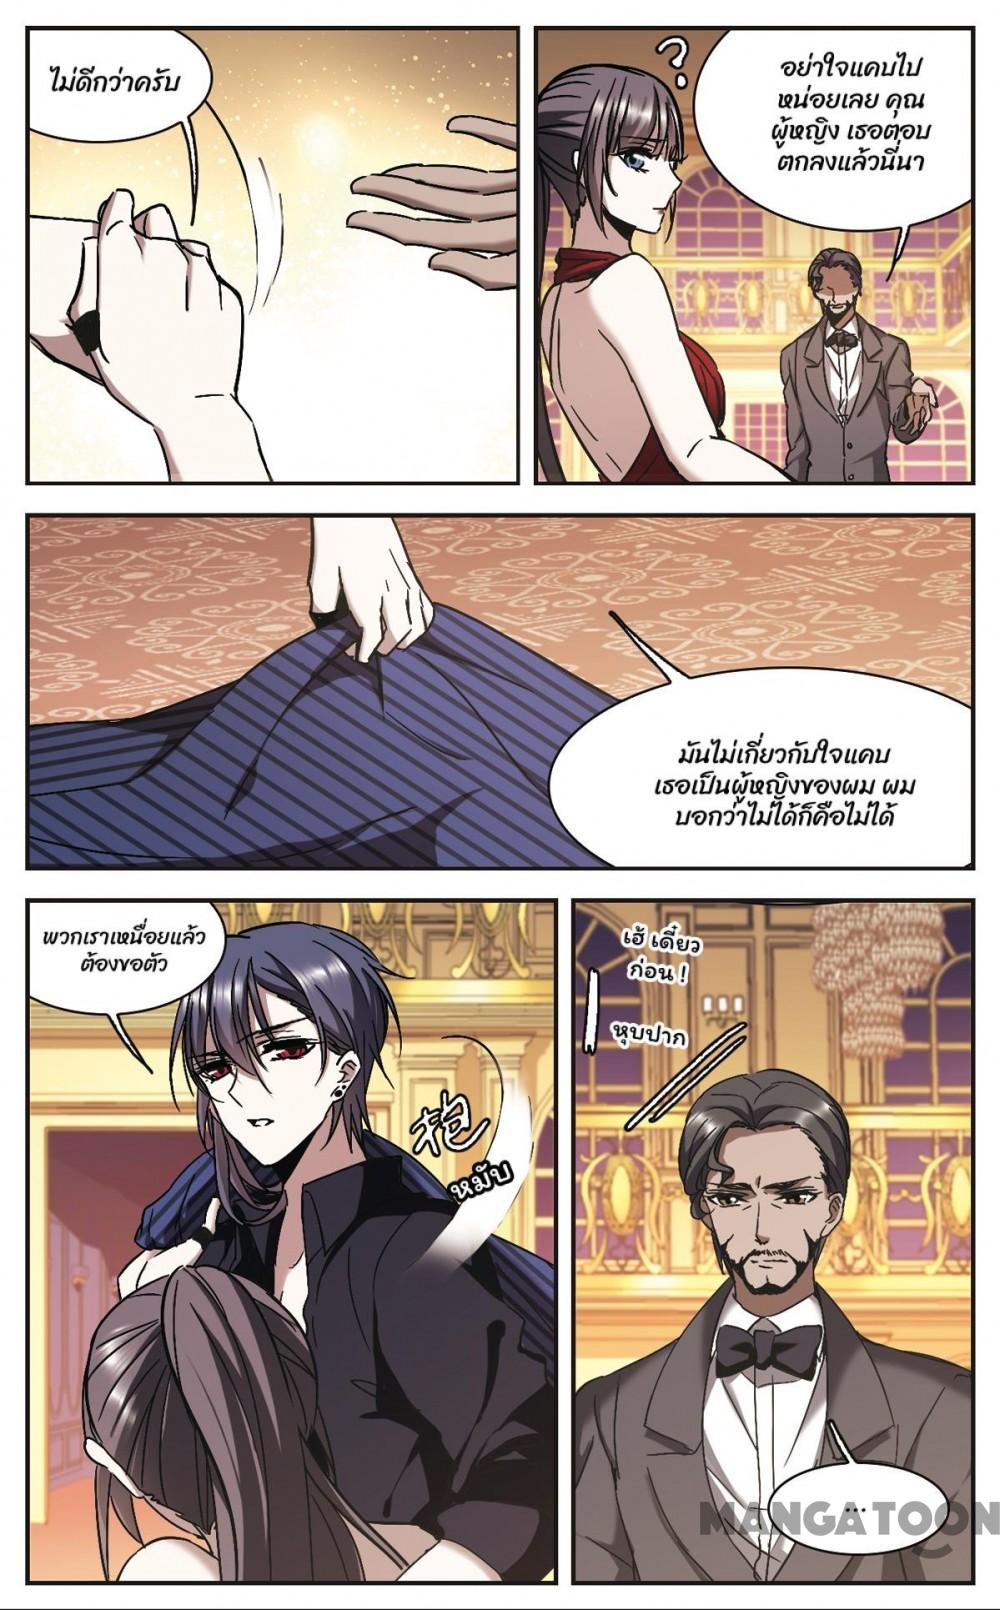 ไม่ดีกว่าครับ
?
อย่าใจแคบไป
หน่อยเลย คุณ
ผู้หญิง เธอตอบ
ตกลงแล้วนี่นา
มันไม่เกี่ยวกับใจแคบ
เธอเป็นผู้หญิงของผม ผม
บอกว่าไม่ได้ก็คือไม่ได้
พวกเราเหนื่อยแล้ว
ต้องขอตัว
抱
หมับ
เฮ้ เดี๋ยว
ก่อน !
หุบปาก
...
MANGATOON